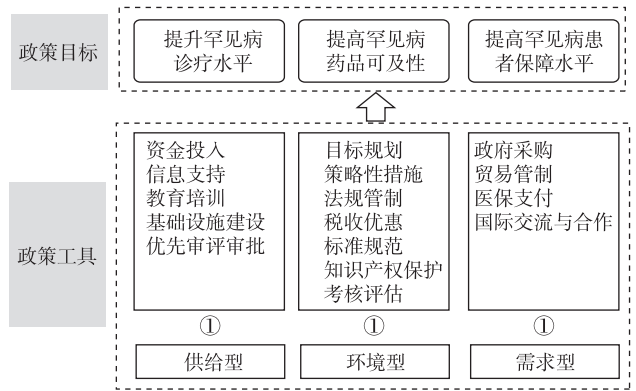 政策目标
提升罕见病
诊疗水平
提高罕见病
药品可及性
提高罕见病患
者保障水平
政策工具
资金投入
信息支持
教育培训
基础设施建设
优先审评审批
目标规划
策略性措施
法规管制
税收优惠
标准规范
知识产权保护
考核评估
政府采购
贸易管制
医保支付
国际交流与合作
①
①
①
供给型
环境型
需求型